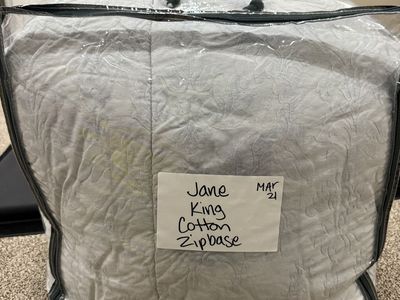 Jane
King
Cotton
Zipbase
Mar
21